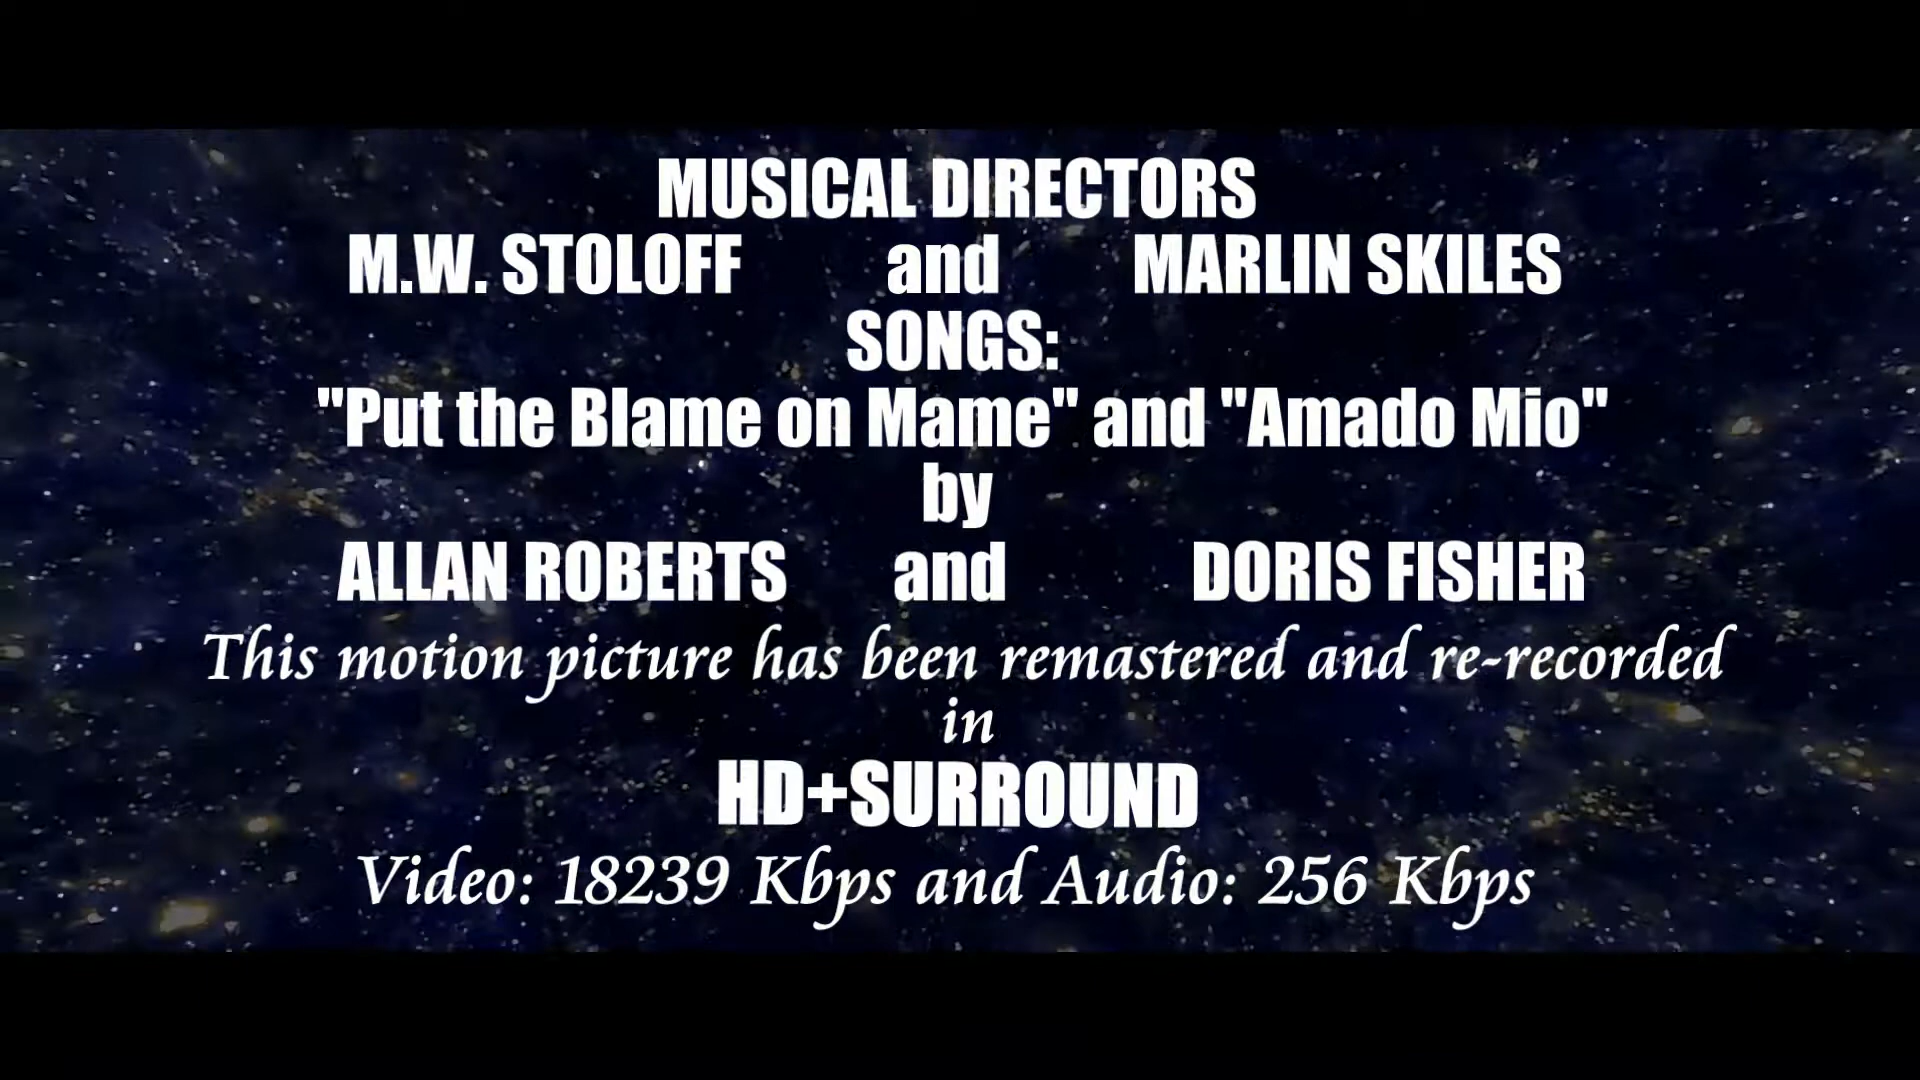 MUSICAL DIRECTORS
M.W. STOLOFF and MARLIN SKILES
SONGS:
"Put the Blame on Mame" and "Amado Mio"
by
ALLAN ROBERTS and DORIS FISHER
This motion picture has been remastered and re-recorded
in
HD+SURROUND
Video: 18239 Kbps and Audio: 256 Kbps